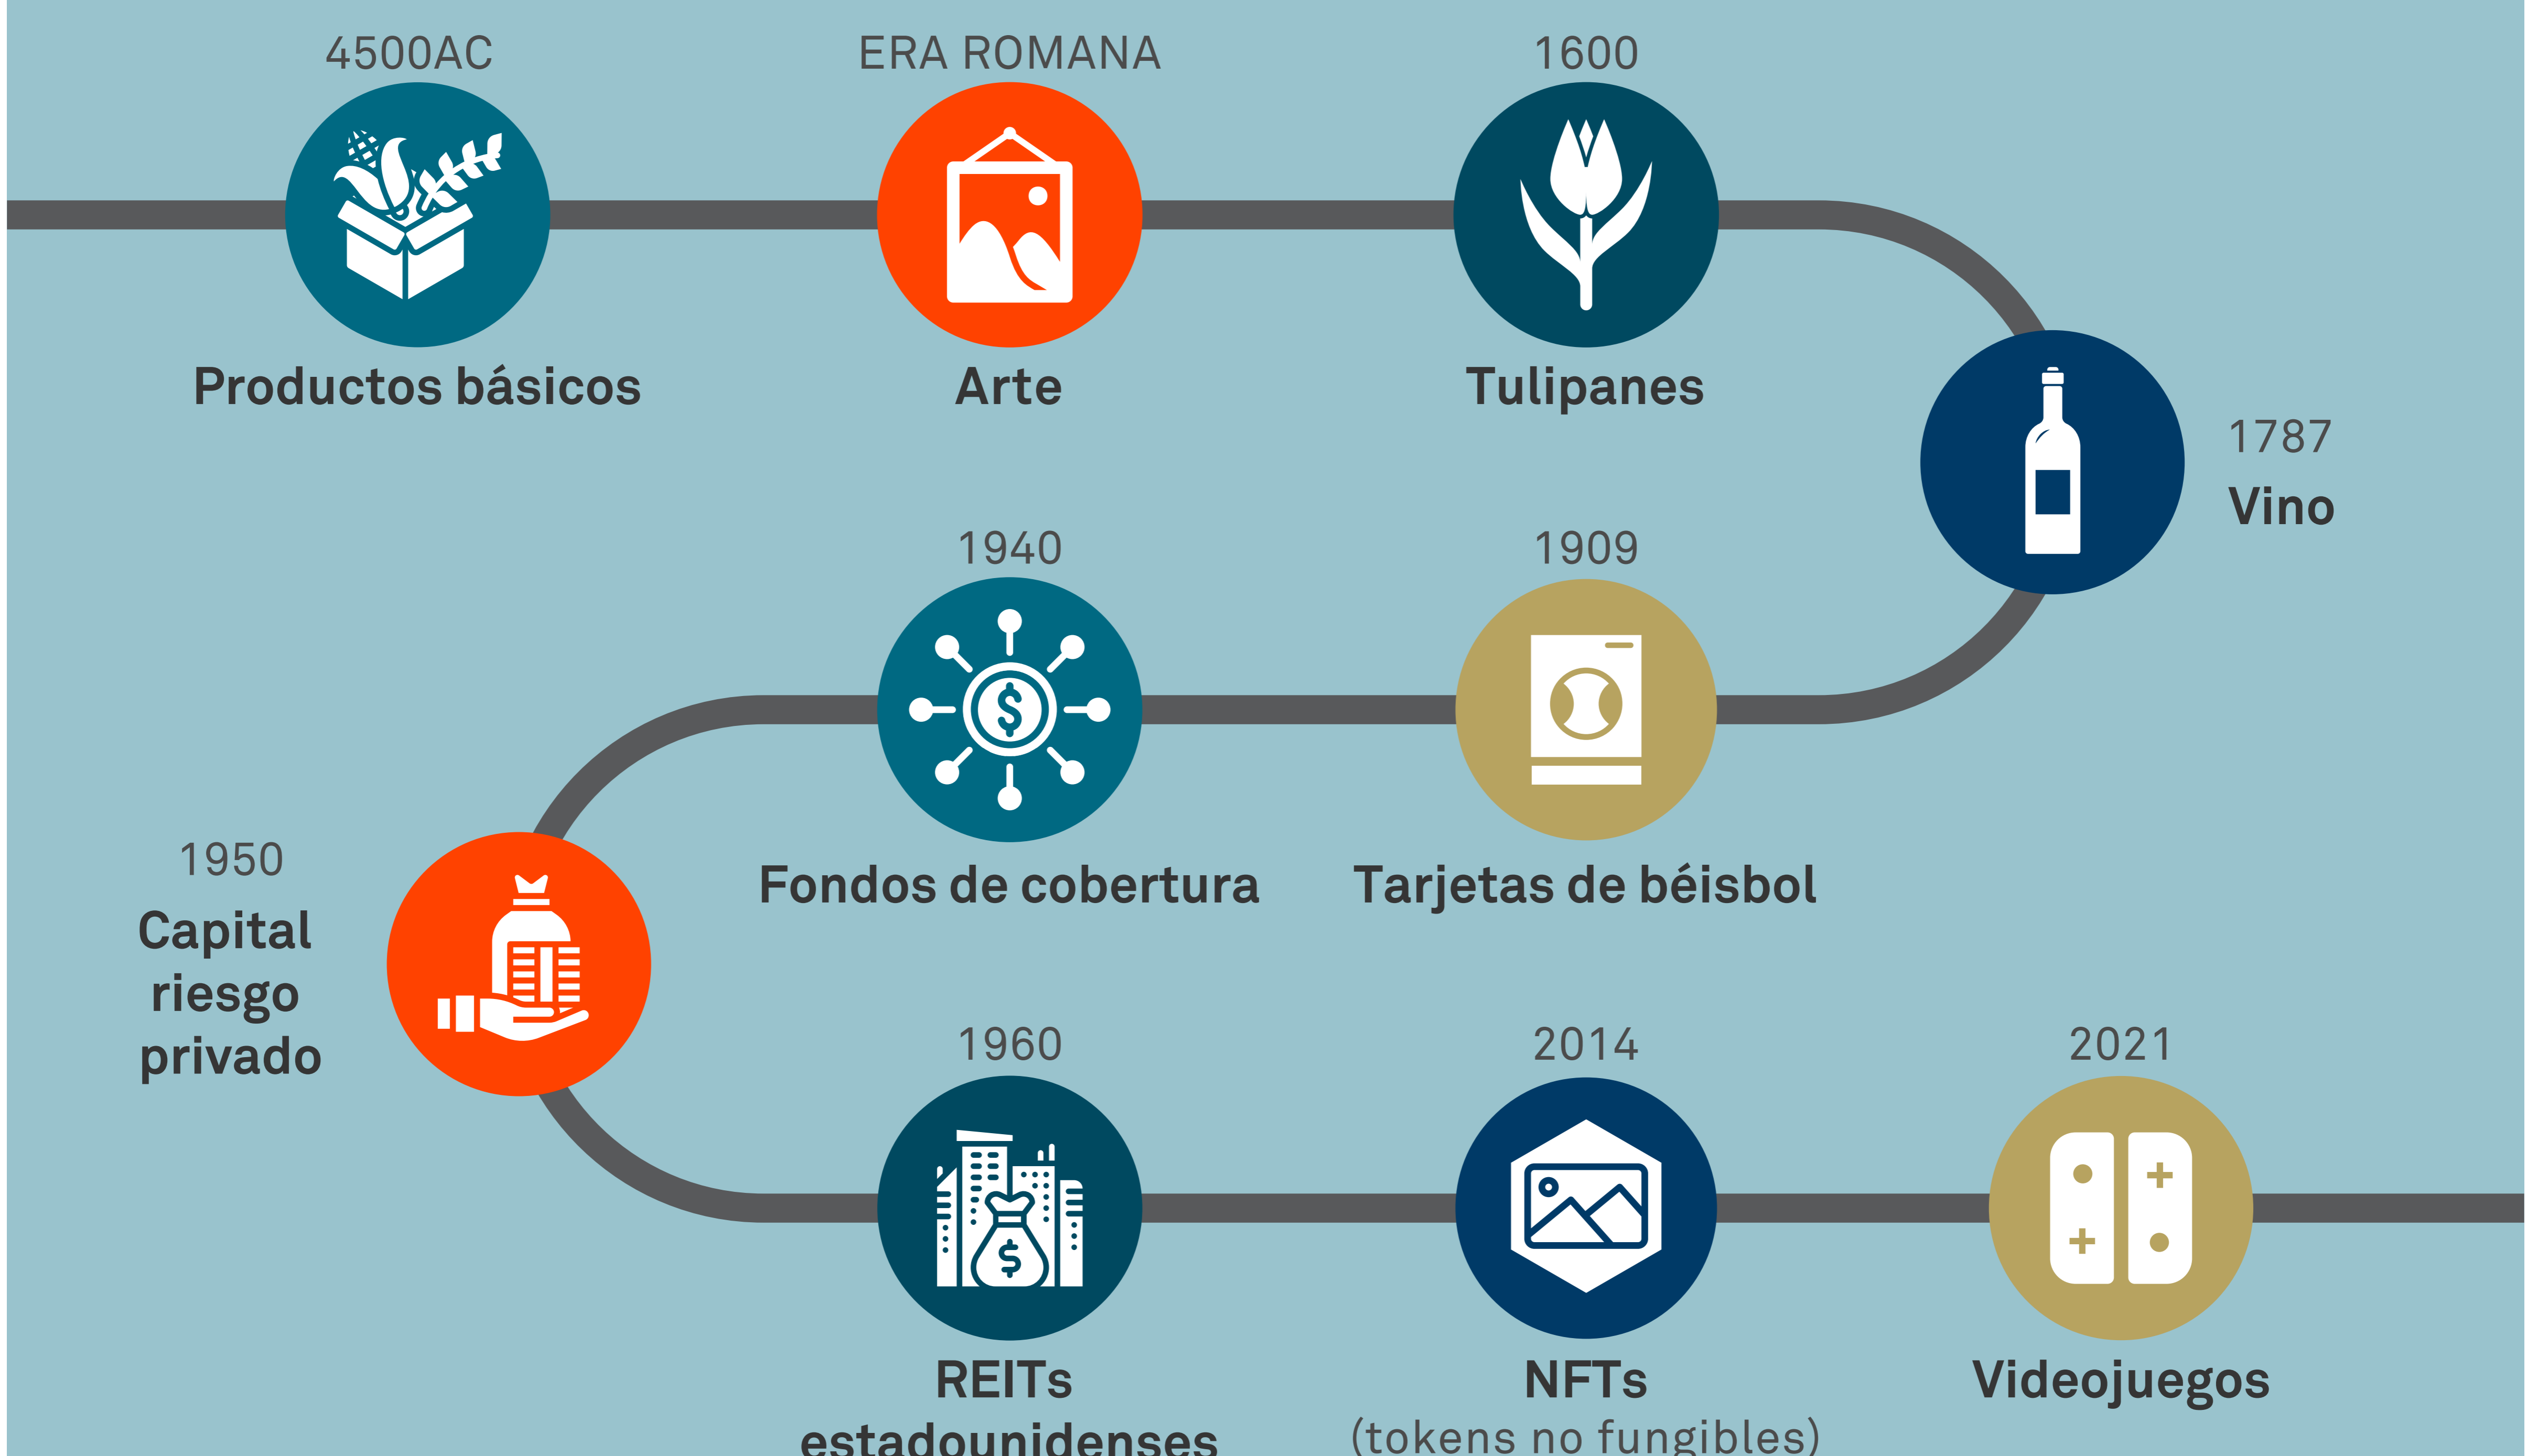 4500AC
Productos básicos
ERA ROMANA
Arte
1600
Tulipanes
1787
Vino
1909
Tarjetas de béisbol
1940
Fondos de cobertura
1950
Capital
riesgo
privado
1960
REITs
estadounidenses
2014
NFTs
(tokens no fungibles)
2021
Videojuegos